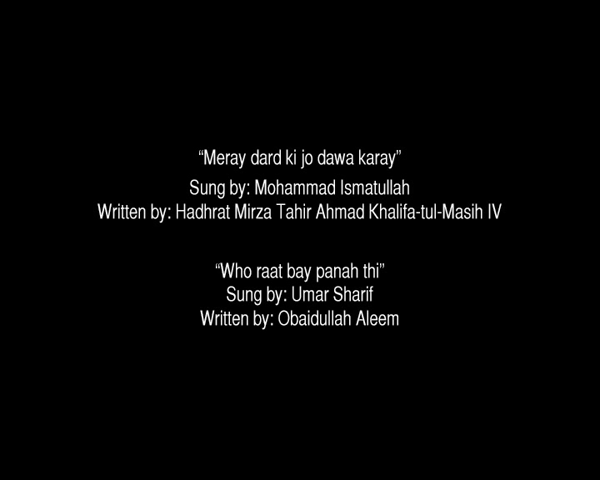 “Meray dard ki jo dawa karay”
Sung by: Mohammad Ismatullah
Written by: Hadhrat Mirza Tahir Ahmad Khalifa-tul-Masih IV
“Who raat bay panah thi”
Sung by: Umar Sharif
Written by: Obaidullah Aleem